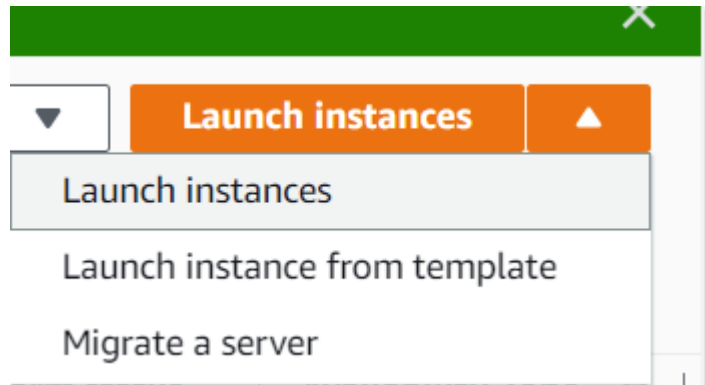 Launch instances
Launch instances
Launch instance from template
Migrate a server